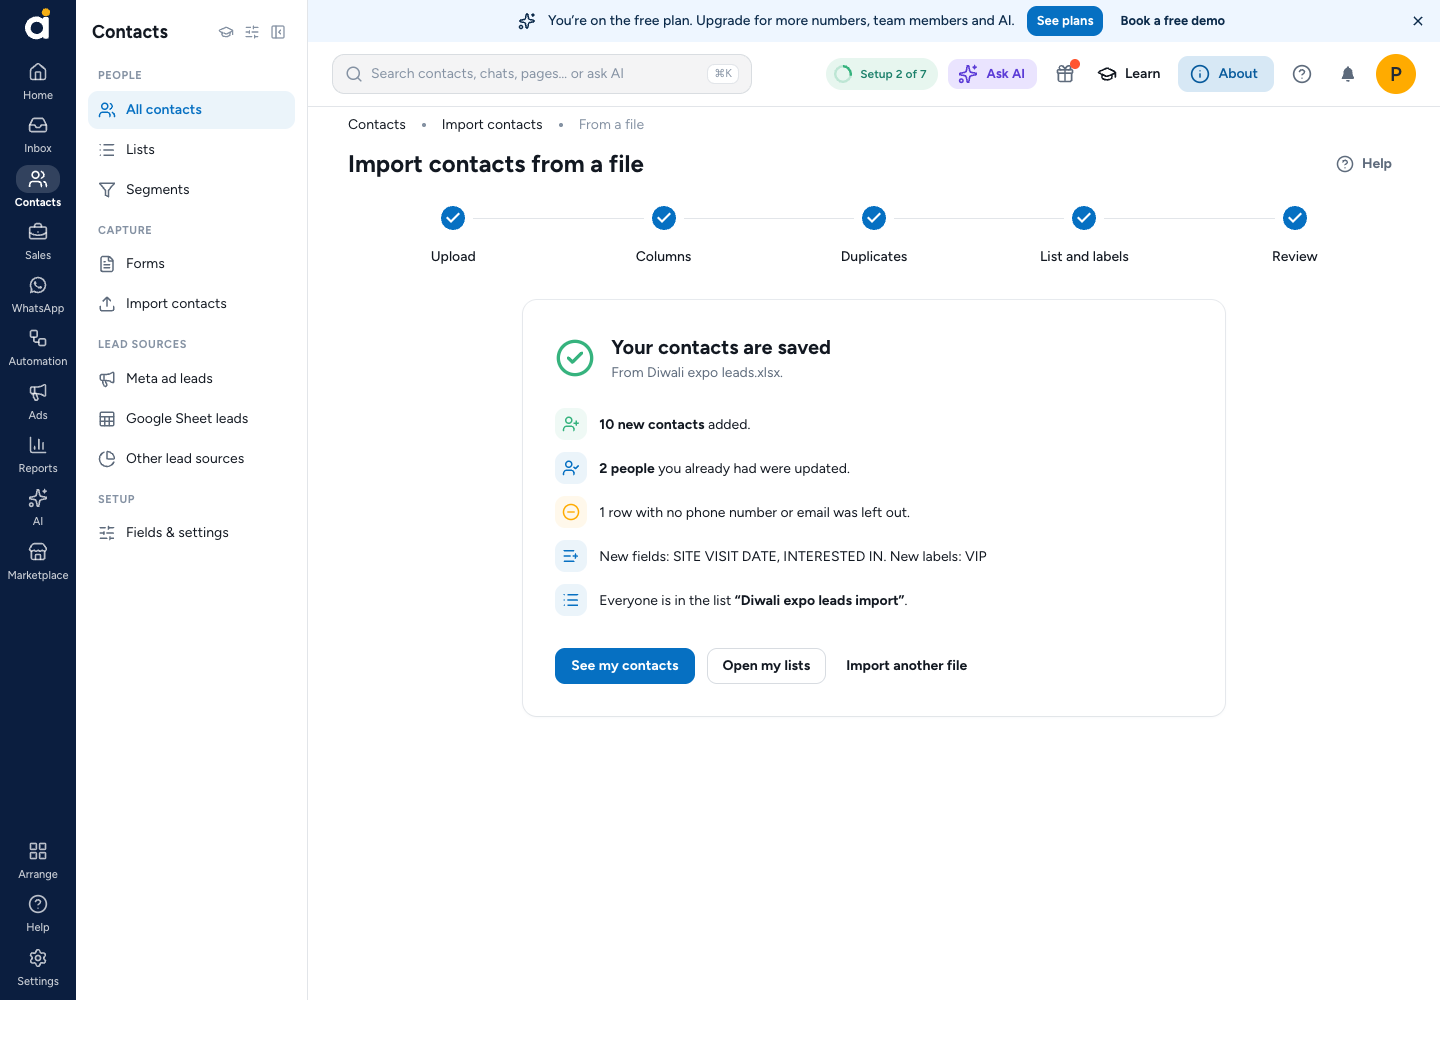 You're on the free plan. Upgrade for more numbers, team members and AI.
See plans
Book a free demo
Home
Inbox
Contacts
Sales
WhatsApp
Automation
Ads
Reports
AI
Marketplace
Arrange
Help
Settings
Contacts
PEOPLE
All contacts
Lists
Segments
CAPTURE
Forms
Import contacts
LEAD SOURCES
Meta ad leads
Google Sheet leads
Other lead sources
SETUP
Fields & settings
Search contacts, chats, pages... or ask AI
⌘K
Setup 2 of 7
Ask AI
Learn
About
P
Contacts • Import contacts • From a file
Import contacts from a file
Help
Upload
Columns
Duplicates
List and labels
Review
Your contacts are saved
From Diwali expo leads.xlsx.
10 new contacts added.
2 people you already had were updated.
1 row with no phone number or email was left out.
New fields: SITE VISIT DATE, INTERESTED IN. New labels: VIP
Everyone is in the list “Diwali expo leads import”.
See my contacts
Open my lists
Import another file